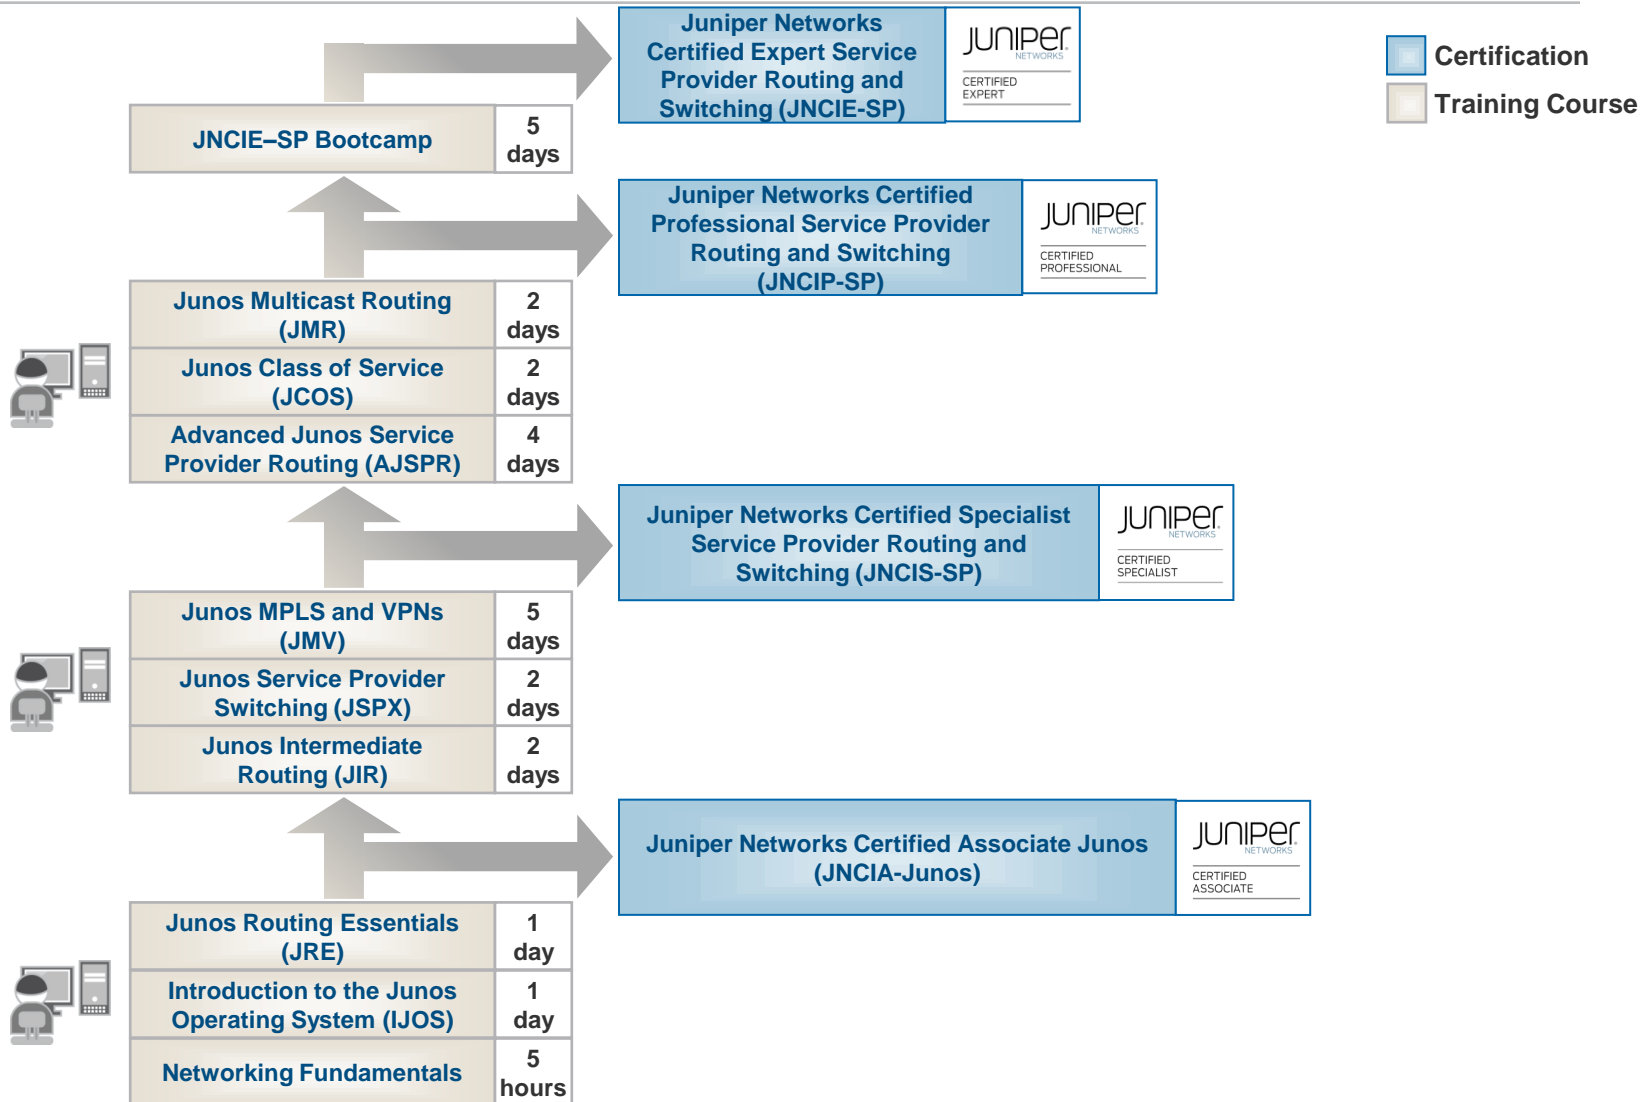 Juniper Networks
Certified Expert Service
Provider Routing and
Switching (JNCIE-SP)
JUNIPER
NETWORKS
CERTIFIED
EXPERT
Certification
Training Course
JNCIE–SP Bootcamp
5
days
Juniper Networks Certified
Professional Service Provider
Routing and Switching
(JNCIP-SP)
JUNIPER
NETWORKS
CERTIFIED
PROFESSIONAL
Junos Multicast Routing
(JMR)
2
days
Junos Class of Service
(JCOS)
2
days
Advanced Junos Service
Provider Routing (AJSPR)
4
days
Juniper Networks Certified Specialist
Service Provider Routing and
Switching (JNCIS-SP)
JUNIPER
NETWORKS
CERTIFIED
SPECIALIST
Junos MPLS and VPNs
(JMV)
5
days
Junos Service Provider
Switching (JSPX)
2
days
Junos Intermediate
Routing (JIR)
2
days
Juniper Networks Certified Associate Junos
(JNCIA-Junos)
JUNIPER
NETWORKS
CERTIFIED
ASSOCIATE
Junos Routing Essentials
(JRE)
1
day
Introduction to the Junos
Operating System (IJOS)
1
day
Networking Fundamentals
5
hours